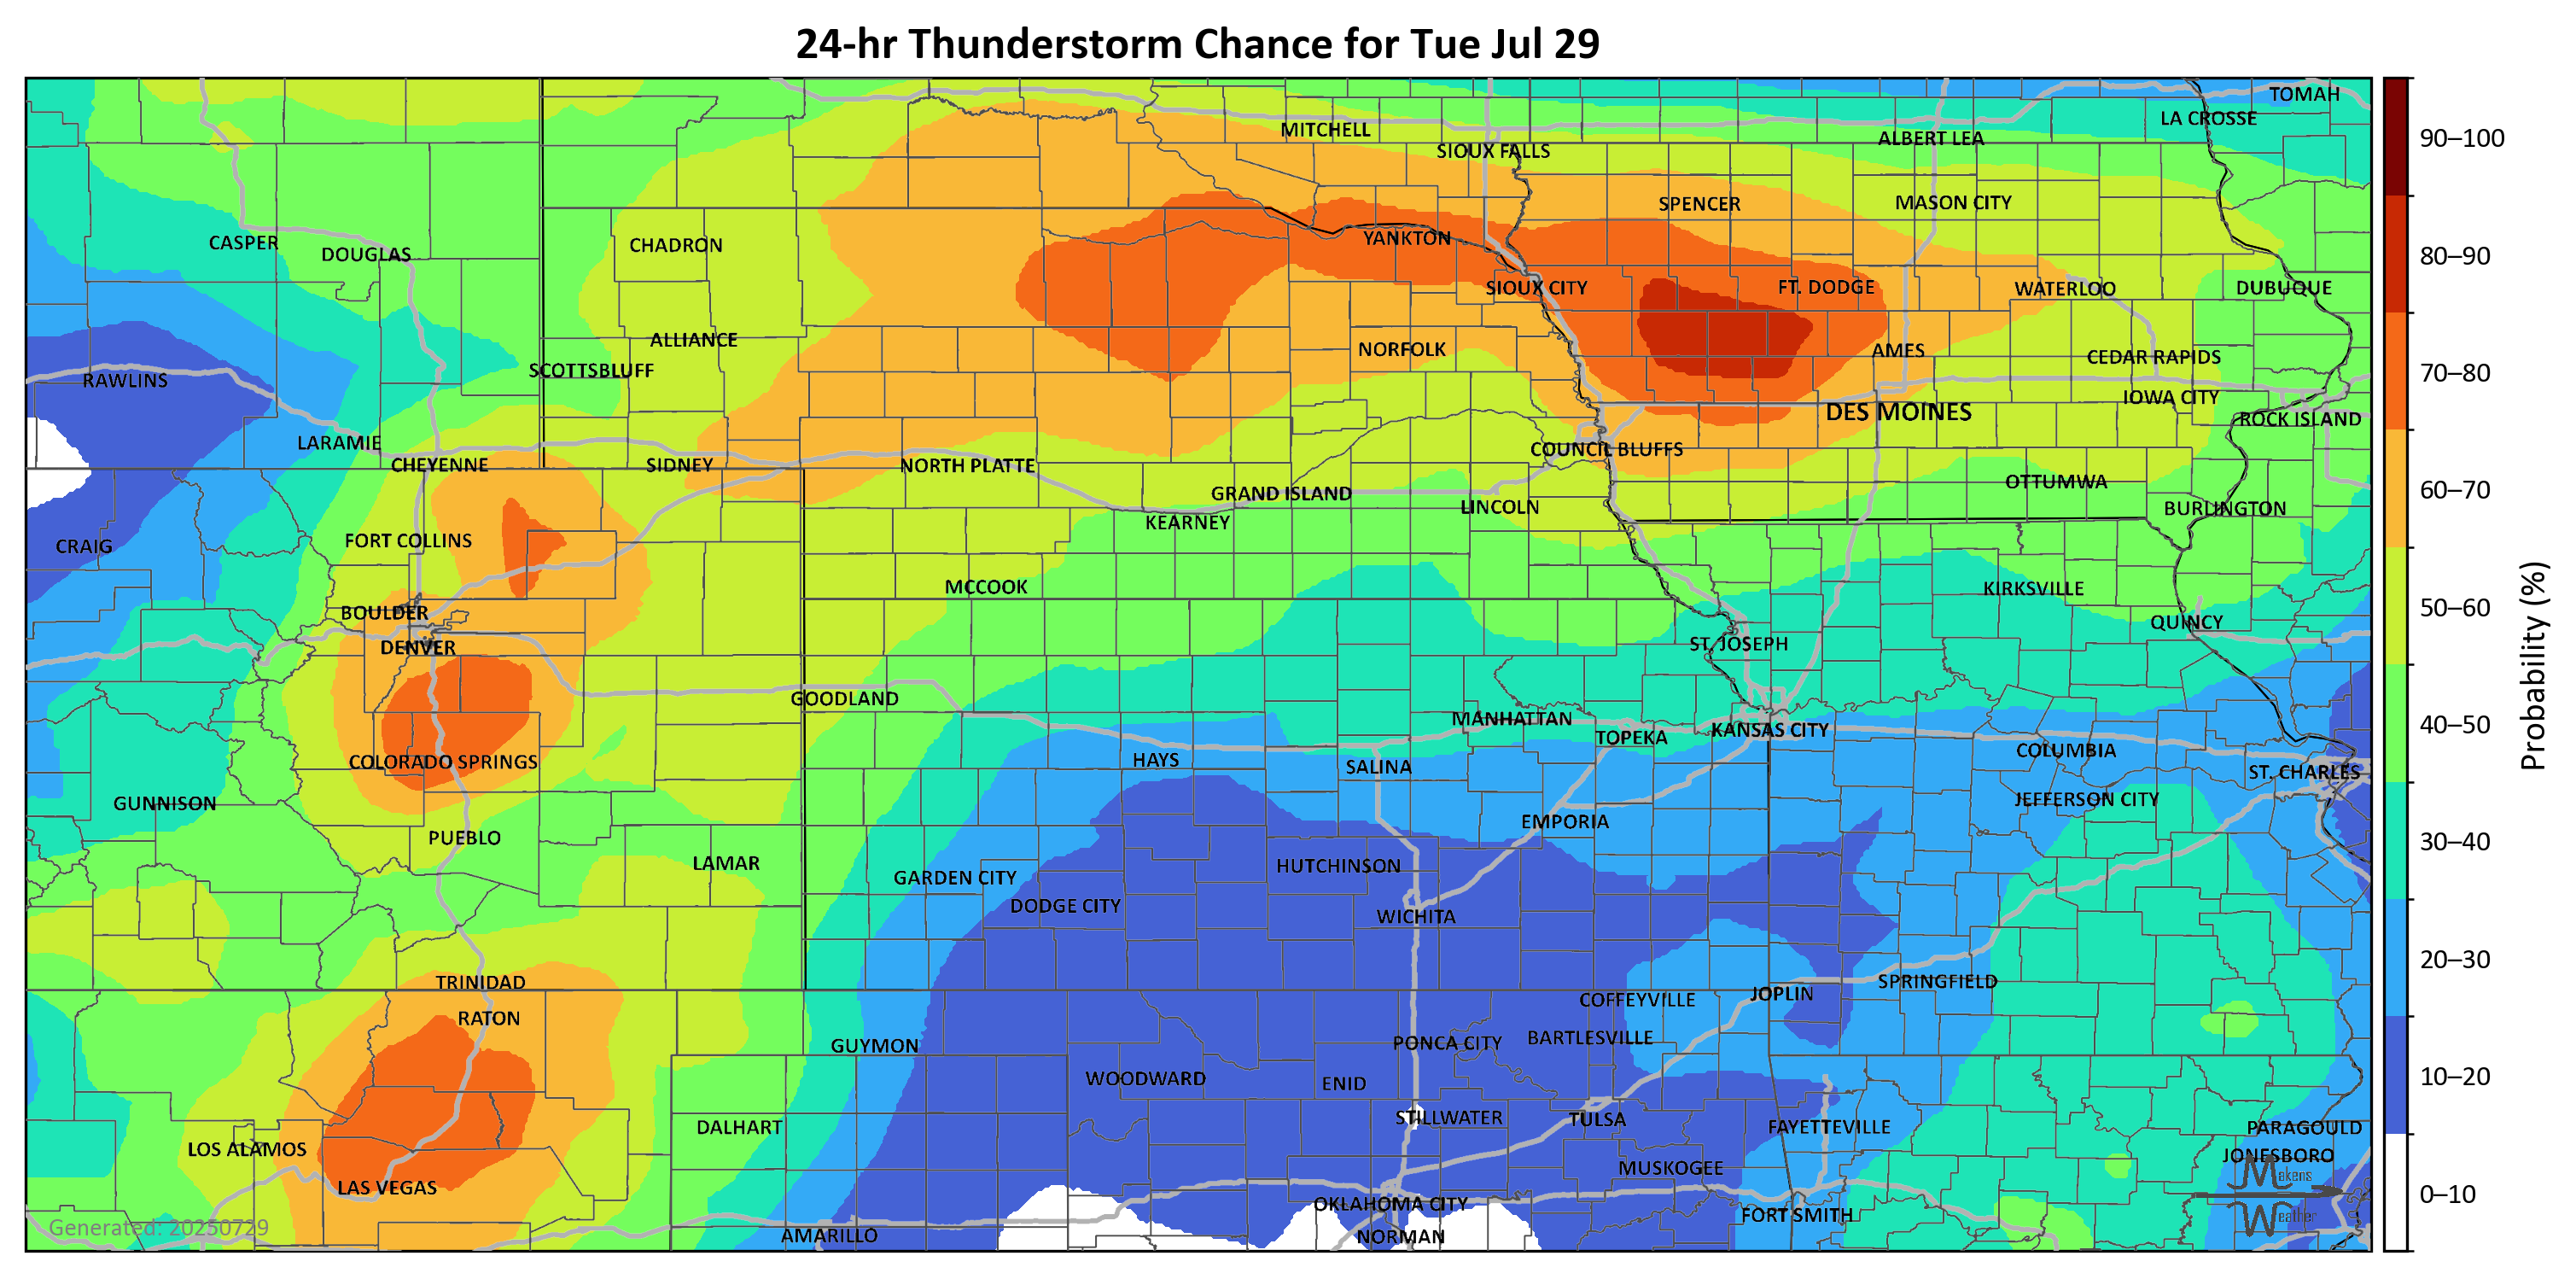 24-hr Thunderstorm Chance for Tue Jul 29
TOMAH
LA CROSSE
MITCHELL
ALBERT LEA
90–100
SIOUX FALLS
SPENCER
MASON CITY
CASPER
CHADRON
YANKTON
DOUGLAS
80–90
SIOUX CITY
FT. DODGE
WATERLOO
DUBUQUE
ALLIANCE
NORFOLK
AMES
CEDAR RAPIDS
SCOTTSBLUFF
70–80
RAWLINS
IOWA CITY
DES MOINES
ROCK ISLAND
LARAMIE
COUNCIL BLUFFS
CHEYENNE
SIDNEY
NORTH PLATTE
OTTUMWA
60–70
GRAND ISLAND
LINCOLN
BURLINGTON
KEARNEY
CRAIG
FORT COLLINS
MCCOOK
KIRKSVILLE
50–60
BOULDER
QUINCY
DENVER
ST. JOSEPH
Probability (%)
GOODLAND
MANHATTAN
40–50
TOPEKA
KANSAS CITY
COLUMBIA
HAYS
COLORADO SPRINGS
SALINA
ST. CHARLES
GUNNISON
JEFFERSON CITY
EMPORIA
PUEBLO
30–40
LAMAR
HUTCHINSON
GARDEN CITY
DODGE CITY
WICHITA
20–30
TRINIDAD
SPRINGFIELD
JOPLIN
COFFEYVILLE
RATON
BARTLESVILLE
PONCA CITY
GUYMON
10–20
WOODWARD
ENID
STILLWATER
TULSA
DALHART
FAYETTEVILLE
PARAGOULD
LOS ALAMOS
JONESBORO
MUSKOGEE
Makens
LAS VEGAS
0–10
OKLAHOMA CITY
FORT SMITH
Weather
Generated: 20250729
AMARILLO
NORMAN